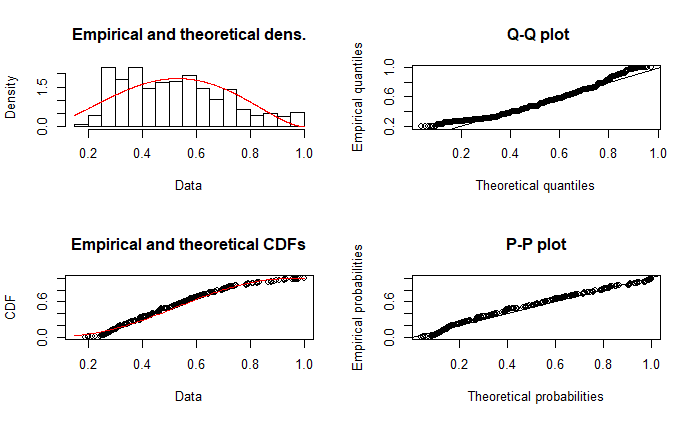 Empirical and theoretical dens.
Density
0.0 1.5
0.2 0.4 0.6 0.8 1.0
Data
Q-Q plot
Empirical quantiles
0.2 0.6 1.0
0.2 0.4 0.6 0.8 1.0
Theoretical quantiles
Empirical and theoretical CDFs
CDF
0.0 0.6
0.2 0.4 0.6 0.8 1.0
Data
P-P plot
Empirical probabilities
0.0 0.6
0.0 0.2 0.4 0.6 0.8 1.0
Theoretical probabilities